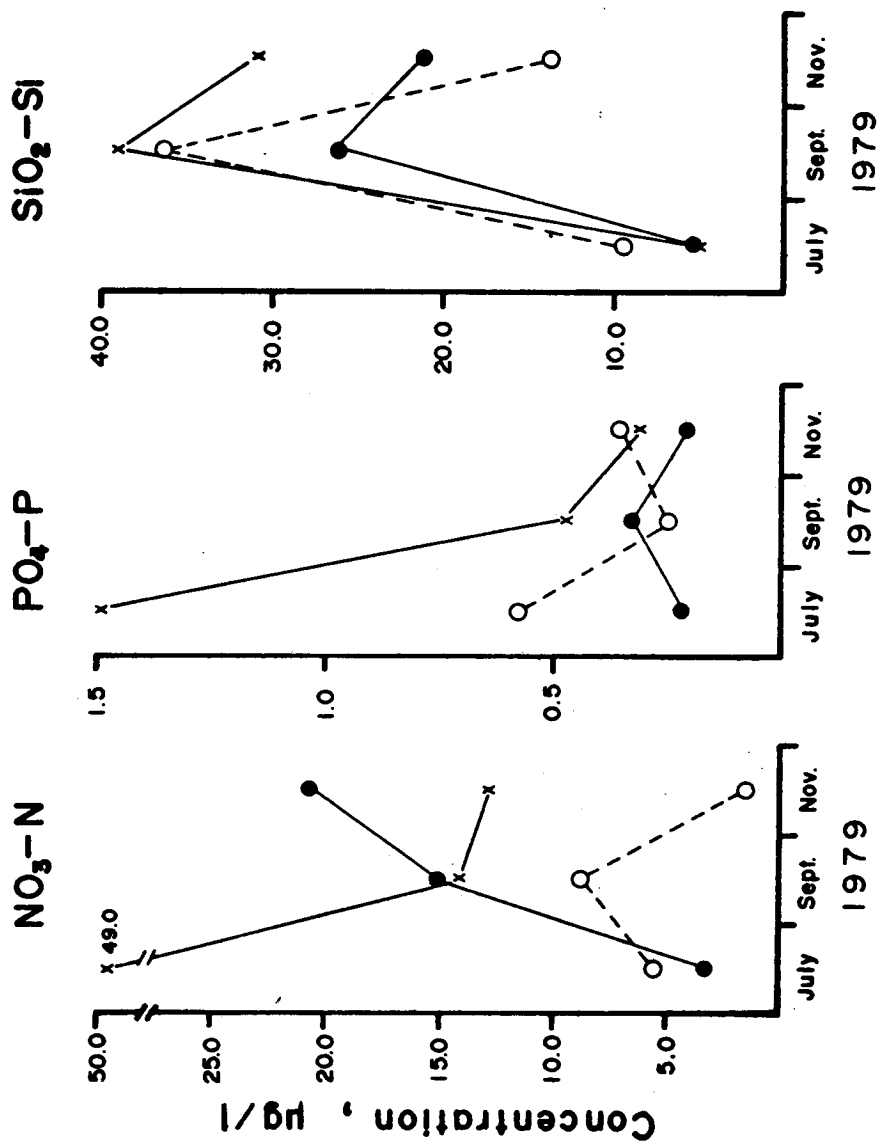 Concentration, µg/l
NO₃–N
50.0
25.0
20.0
15.0
10.0
5.0
49.0
July Sept. Nov.
1979
PO₄–P
1.5
1.0
0.5
July Sept. Nov.
1979
SiO₂–Si
40.0
30.0
20.0
10.0
July Sept. Nov.
1979